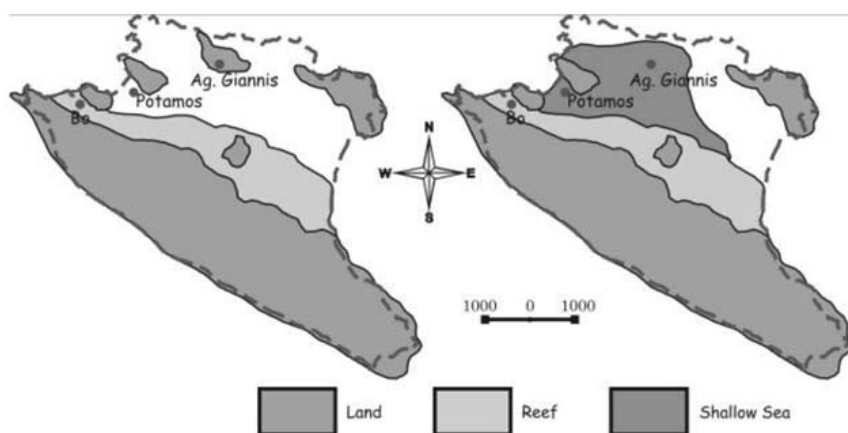 Ag. Giannis
Potamos
Bo
Ag. Giannis
Potamos
Bo
N
W E
S
1000 0 1000
Land
Reef
Shallow Sea